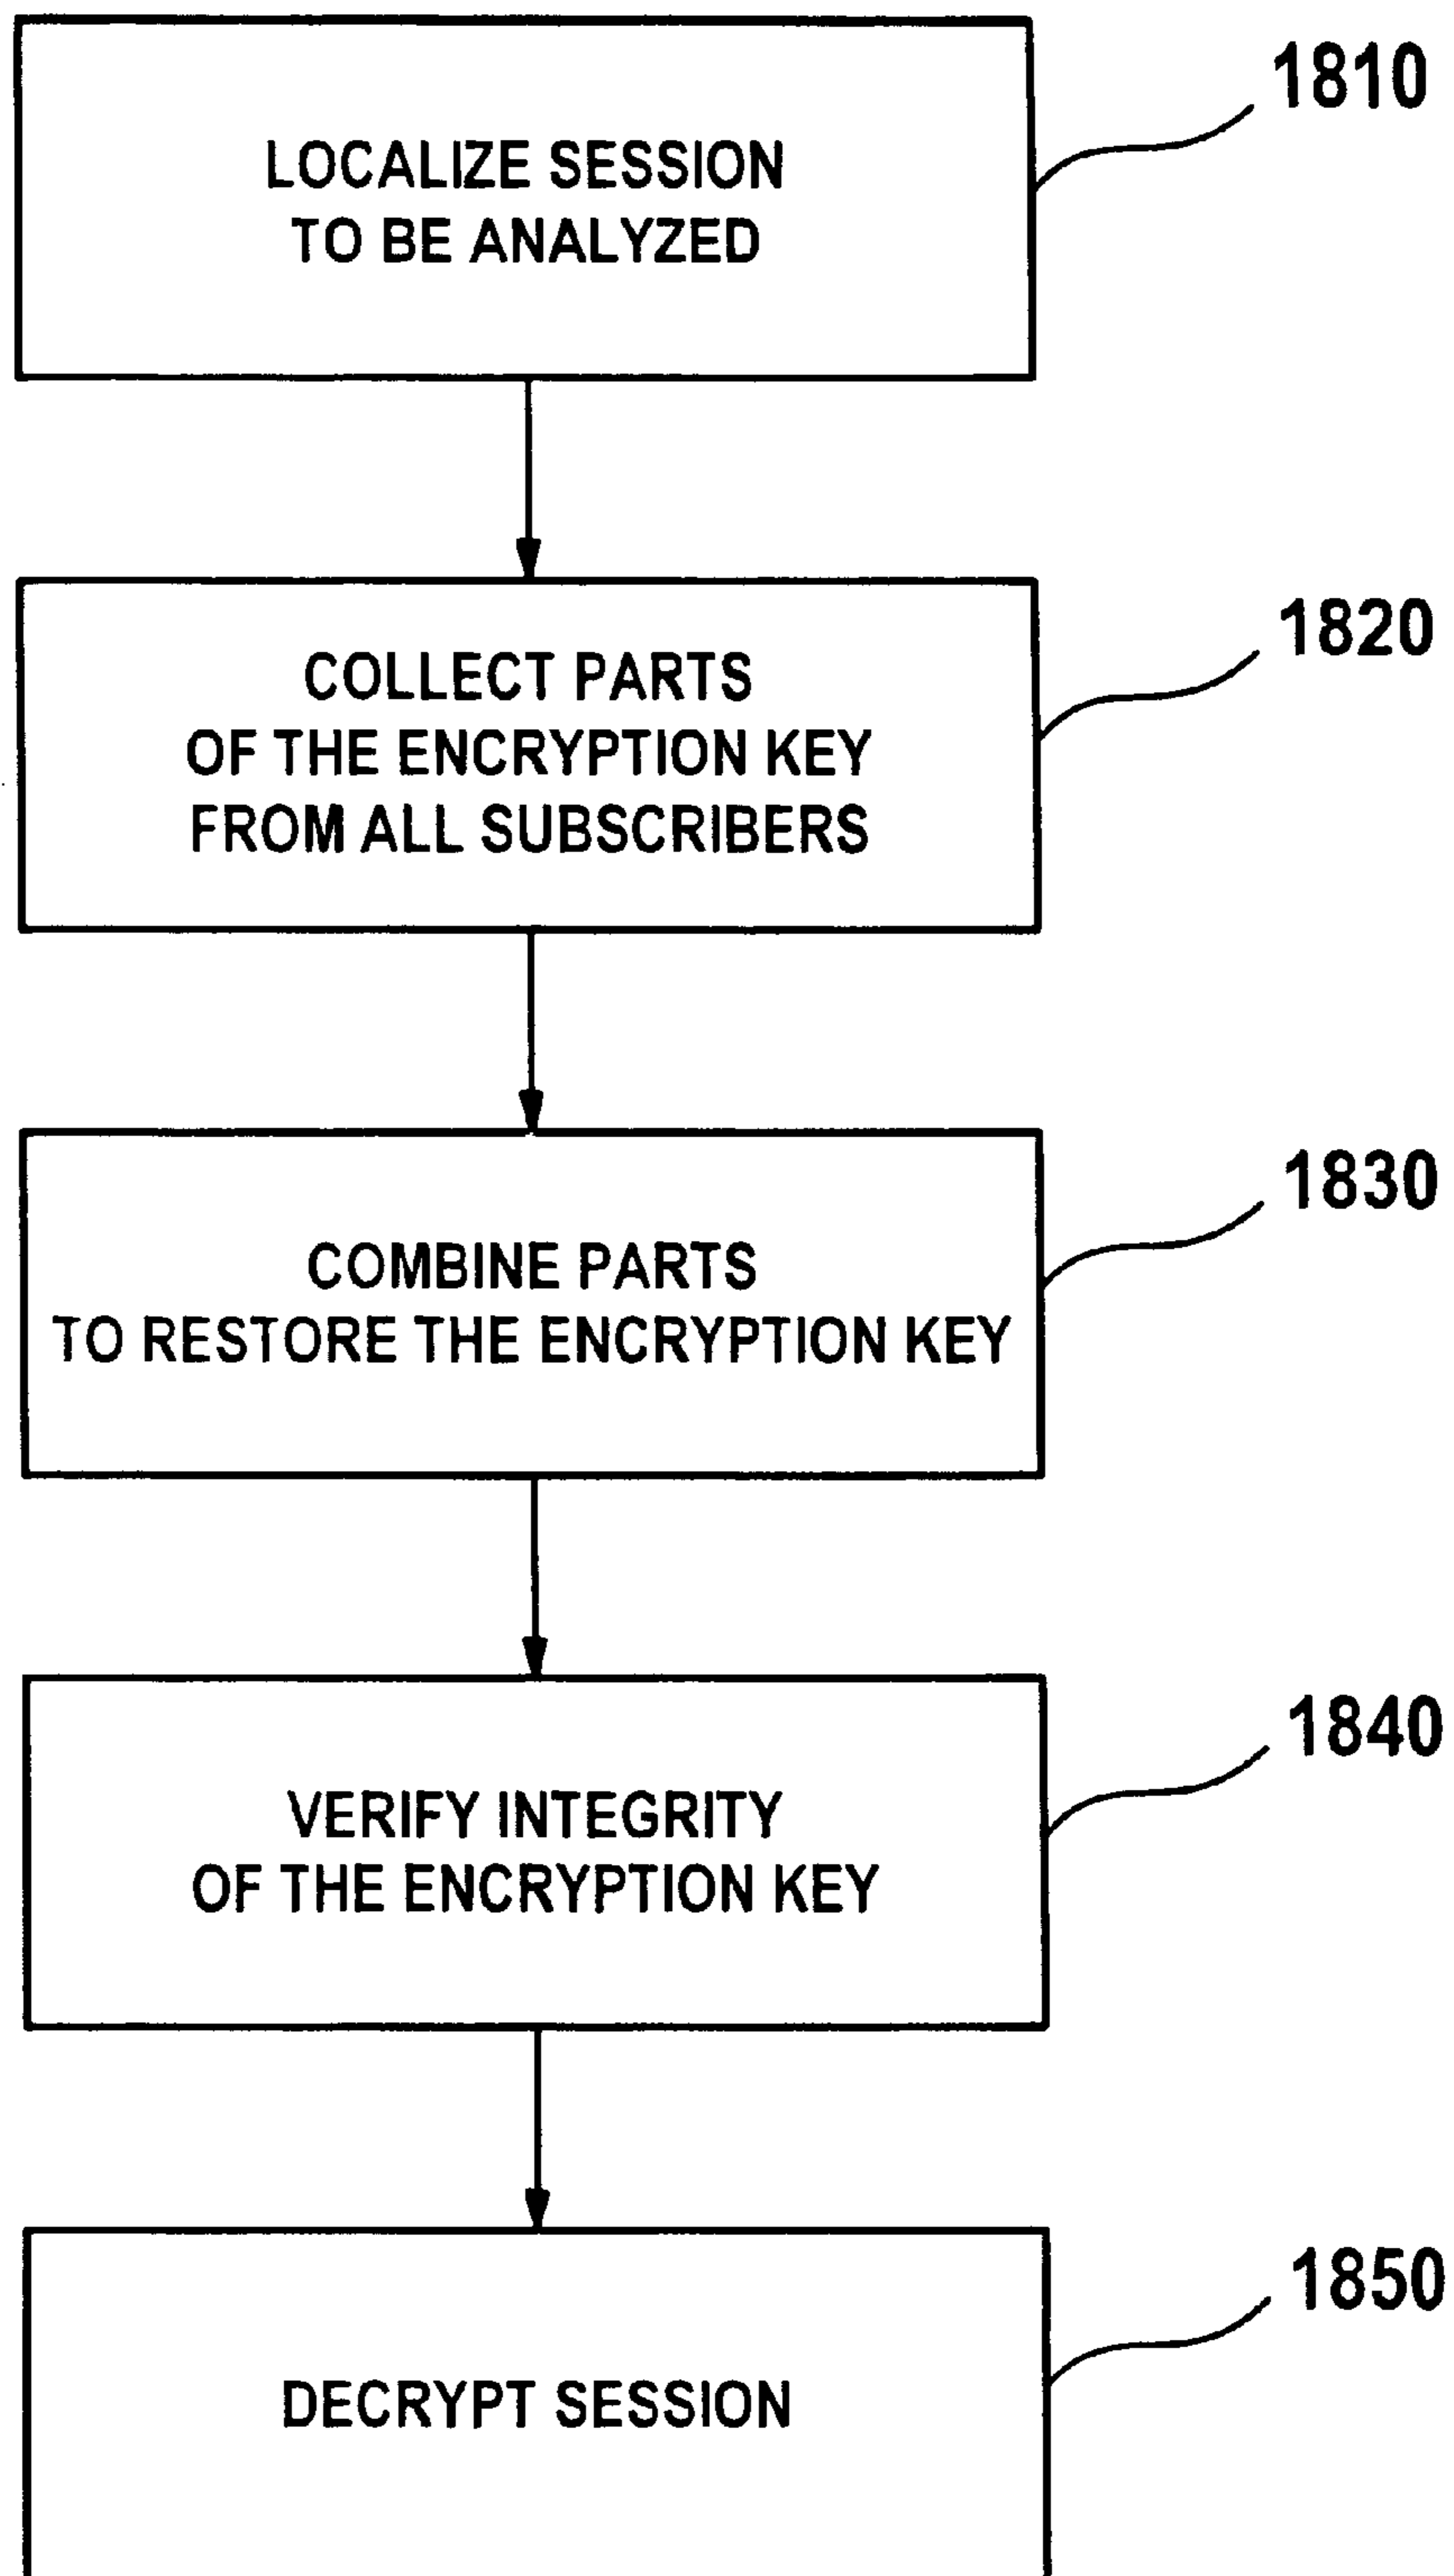 1810
LOCALIZE SESSION
TO BE ANALYZED
1820
COLLECT PARTS
OF THE ENCRYPTION KEY
FROM ALL SUBSCRIBERS
1830
COMBINE PARTS
TO RESTORE THE ENCRYPTION KEY
1840
VERIFY INTEGRITY
OF THE ENCRYPTION KEY
1850
DECRYPT SESSION